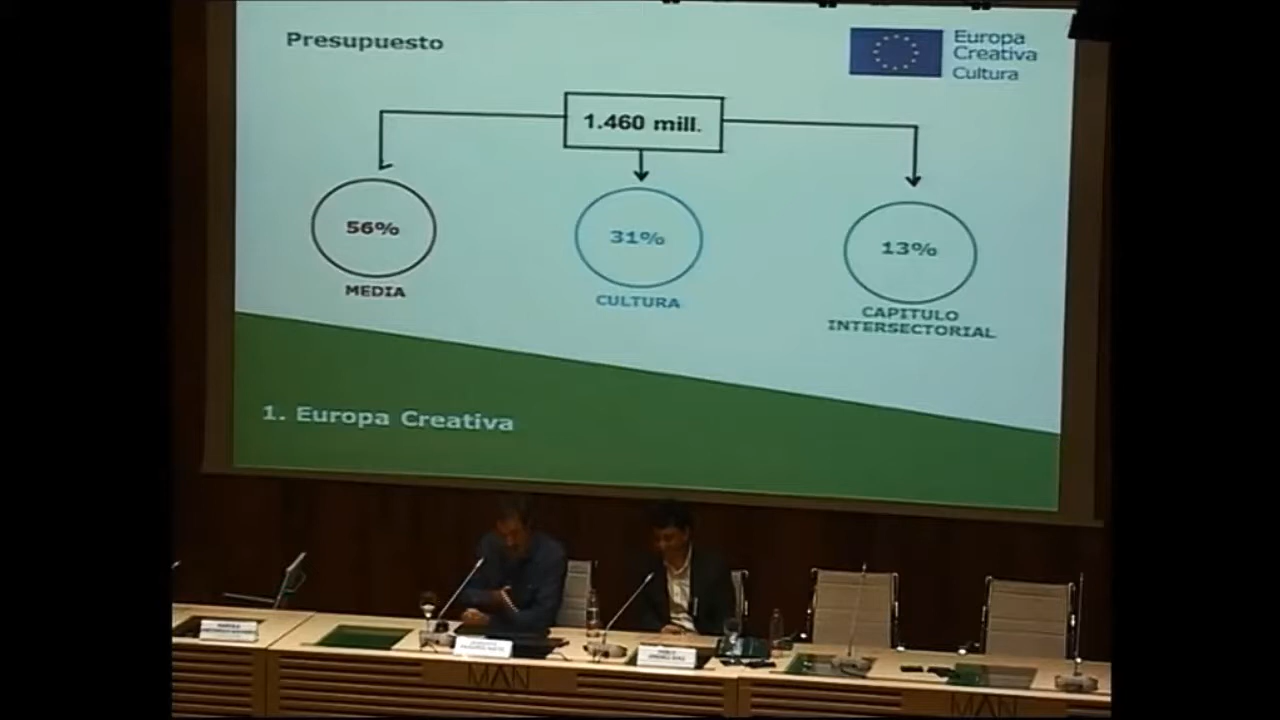 Presupuesto
Europa
Creativa
Cultura
1.460 mill.
56%
MEDIA
31%
CULTURA
13%
CAPITULO
INTERSECTORIAL
1. Europa Creativa
MAN
MAN